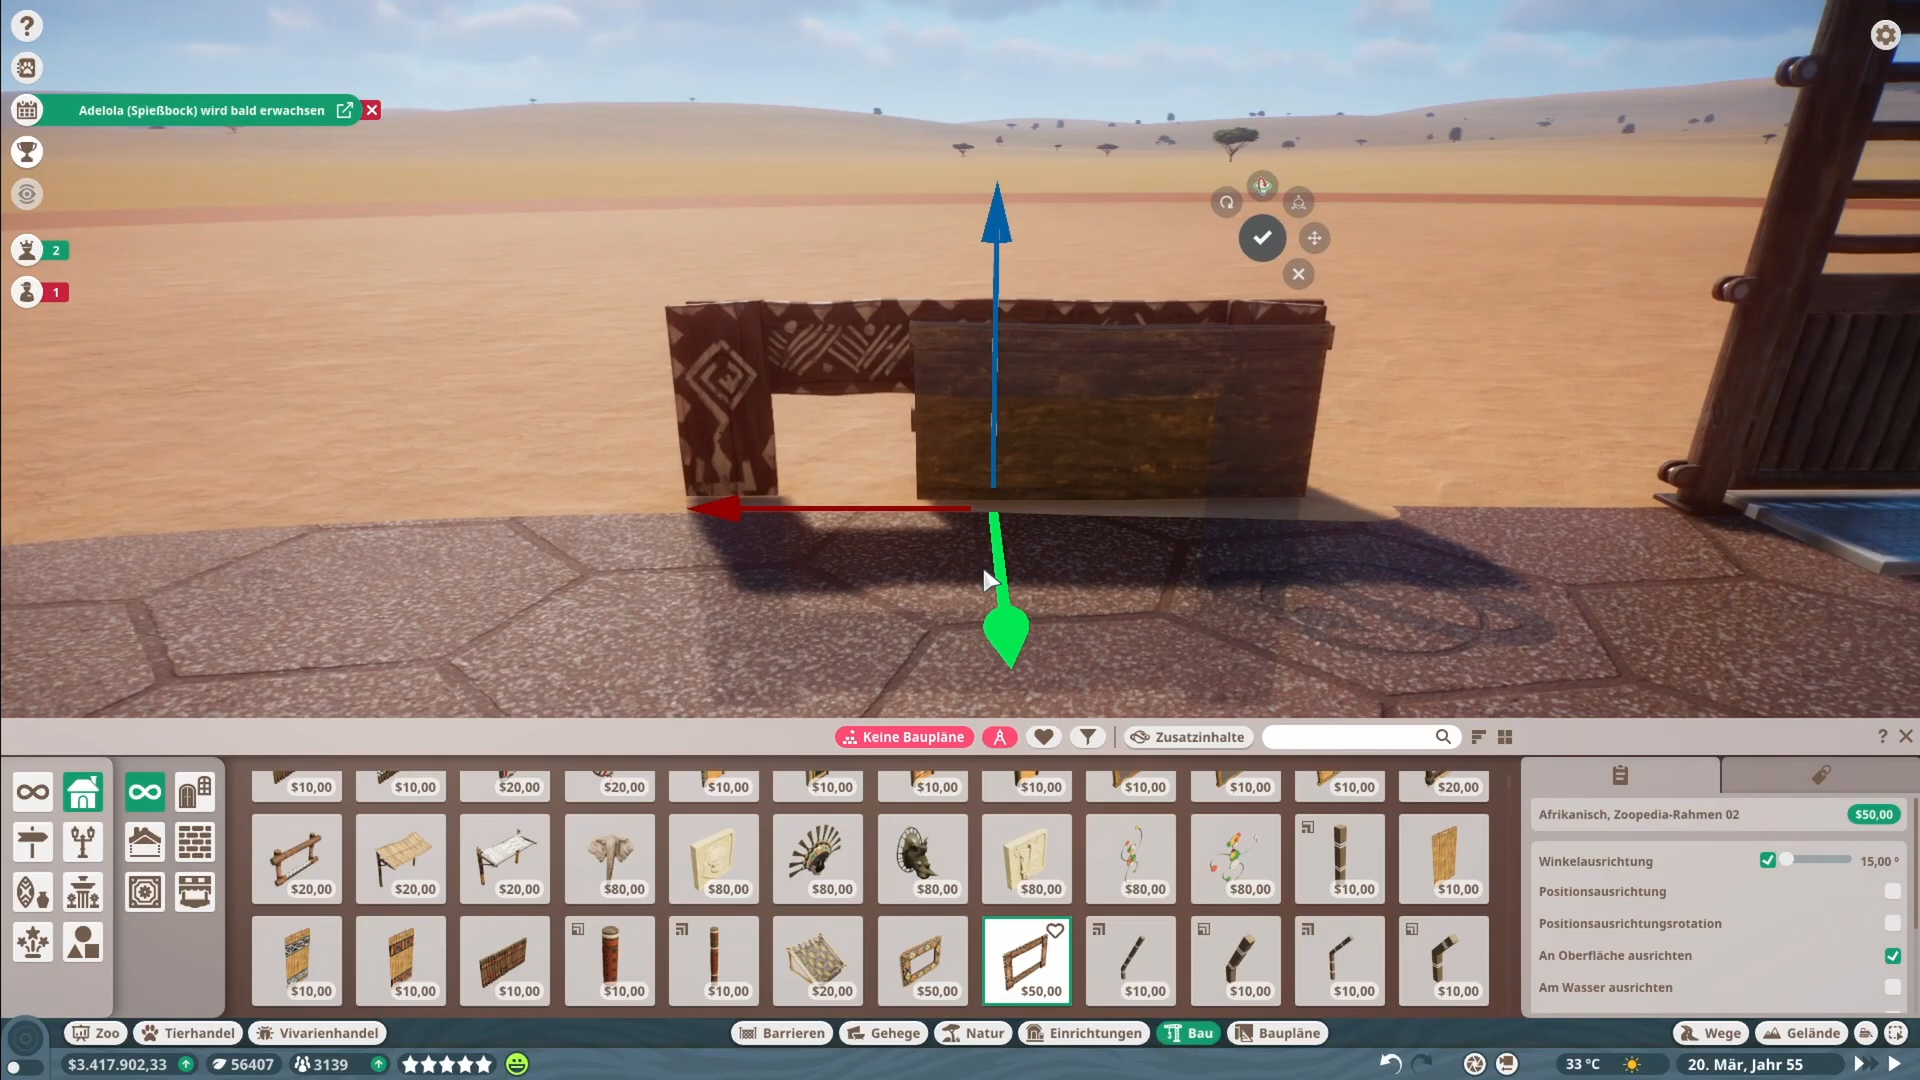 ?
Adelola (Spießbock) wird bald erwachsen
2
1
Keine Baupläne
Zusatzinhalte
?
$10,00 $10,00 $20,00 $20,00 $10,00 $10,00 $10,00 $10,00 $10,00 $10,00 $10,00 $20,00
$20,00 $20,00 $20,00 $80,00 $80,00 $80,00 $80,00 $80,00 $80,00 $80,00 $10,00 $10,00
$10,00 $10,00 $10,00 $10,00 $10,00 $20,00 $50,00 $50,00 $10,00 $10,00 $10,00 $10,00
Afrikanisch, Zoopedia-Rahmen 02 $50,00
Winkelausrichtung 15,00 °
Positionsausrichtung
Positionsausrichtungsrotation
An Oberfläche ausrichten
Am Wasser ausrichten
Zoo Tierhandel Vivarienhandel Barrieren Gehege Natur Einrichtungen Bau Baupläne Wege Gelände
$3.417.902,33 56407 3139 33 °C 20. Mär, Jahr 55